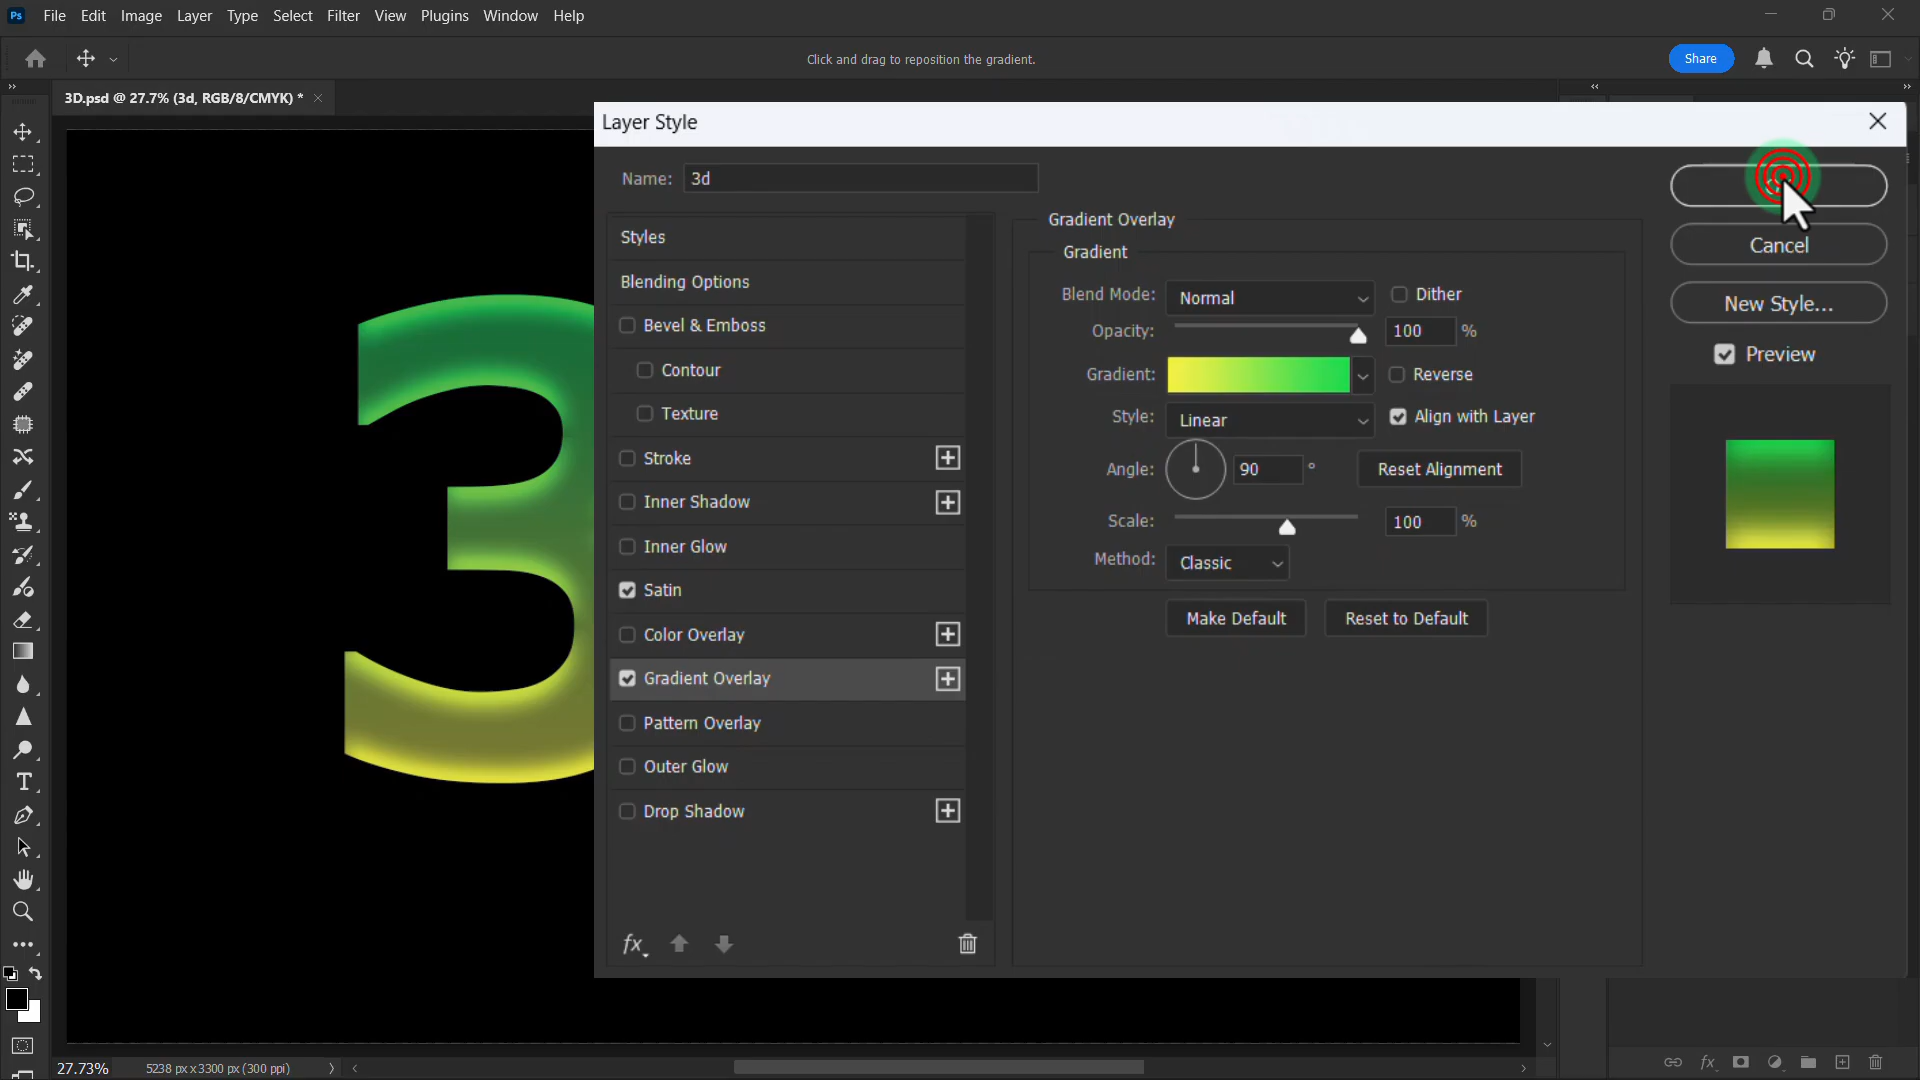 Ps File Edit Image Layer Type Select Filter View Plugins Window Help
Click and drag to reposition the gradient.
Share
3D.psd @ 27.7% (3d, RGB/8/CMYK) *
Layer Style
Name: 3d
Styles
Blending Options
Bevel & Emboss
Contour
Texture
Stroke
Inner Shadow
Inner Glow
Satin
Color Overlay
Gradient Overlay
Pattern Overlay
Outer Glow
Drop Shadow
fx
Gradient Overlay
Gradient
Blend Mode: Normal Dither
Opacity: 100 %
Gradient: Reverse
Style: Linear Align with Layer
Angle: 90 ° Reset Alignment
Scale: 100 %
Method: Classic
Make Default Reset to Default
Cancel
New Style...
Preview
3
T
27.73% 5238 px x 3300 px (300 ppi)
fx